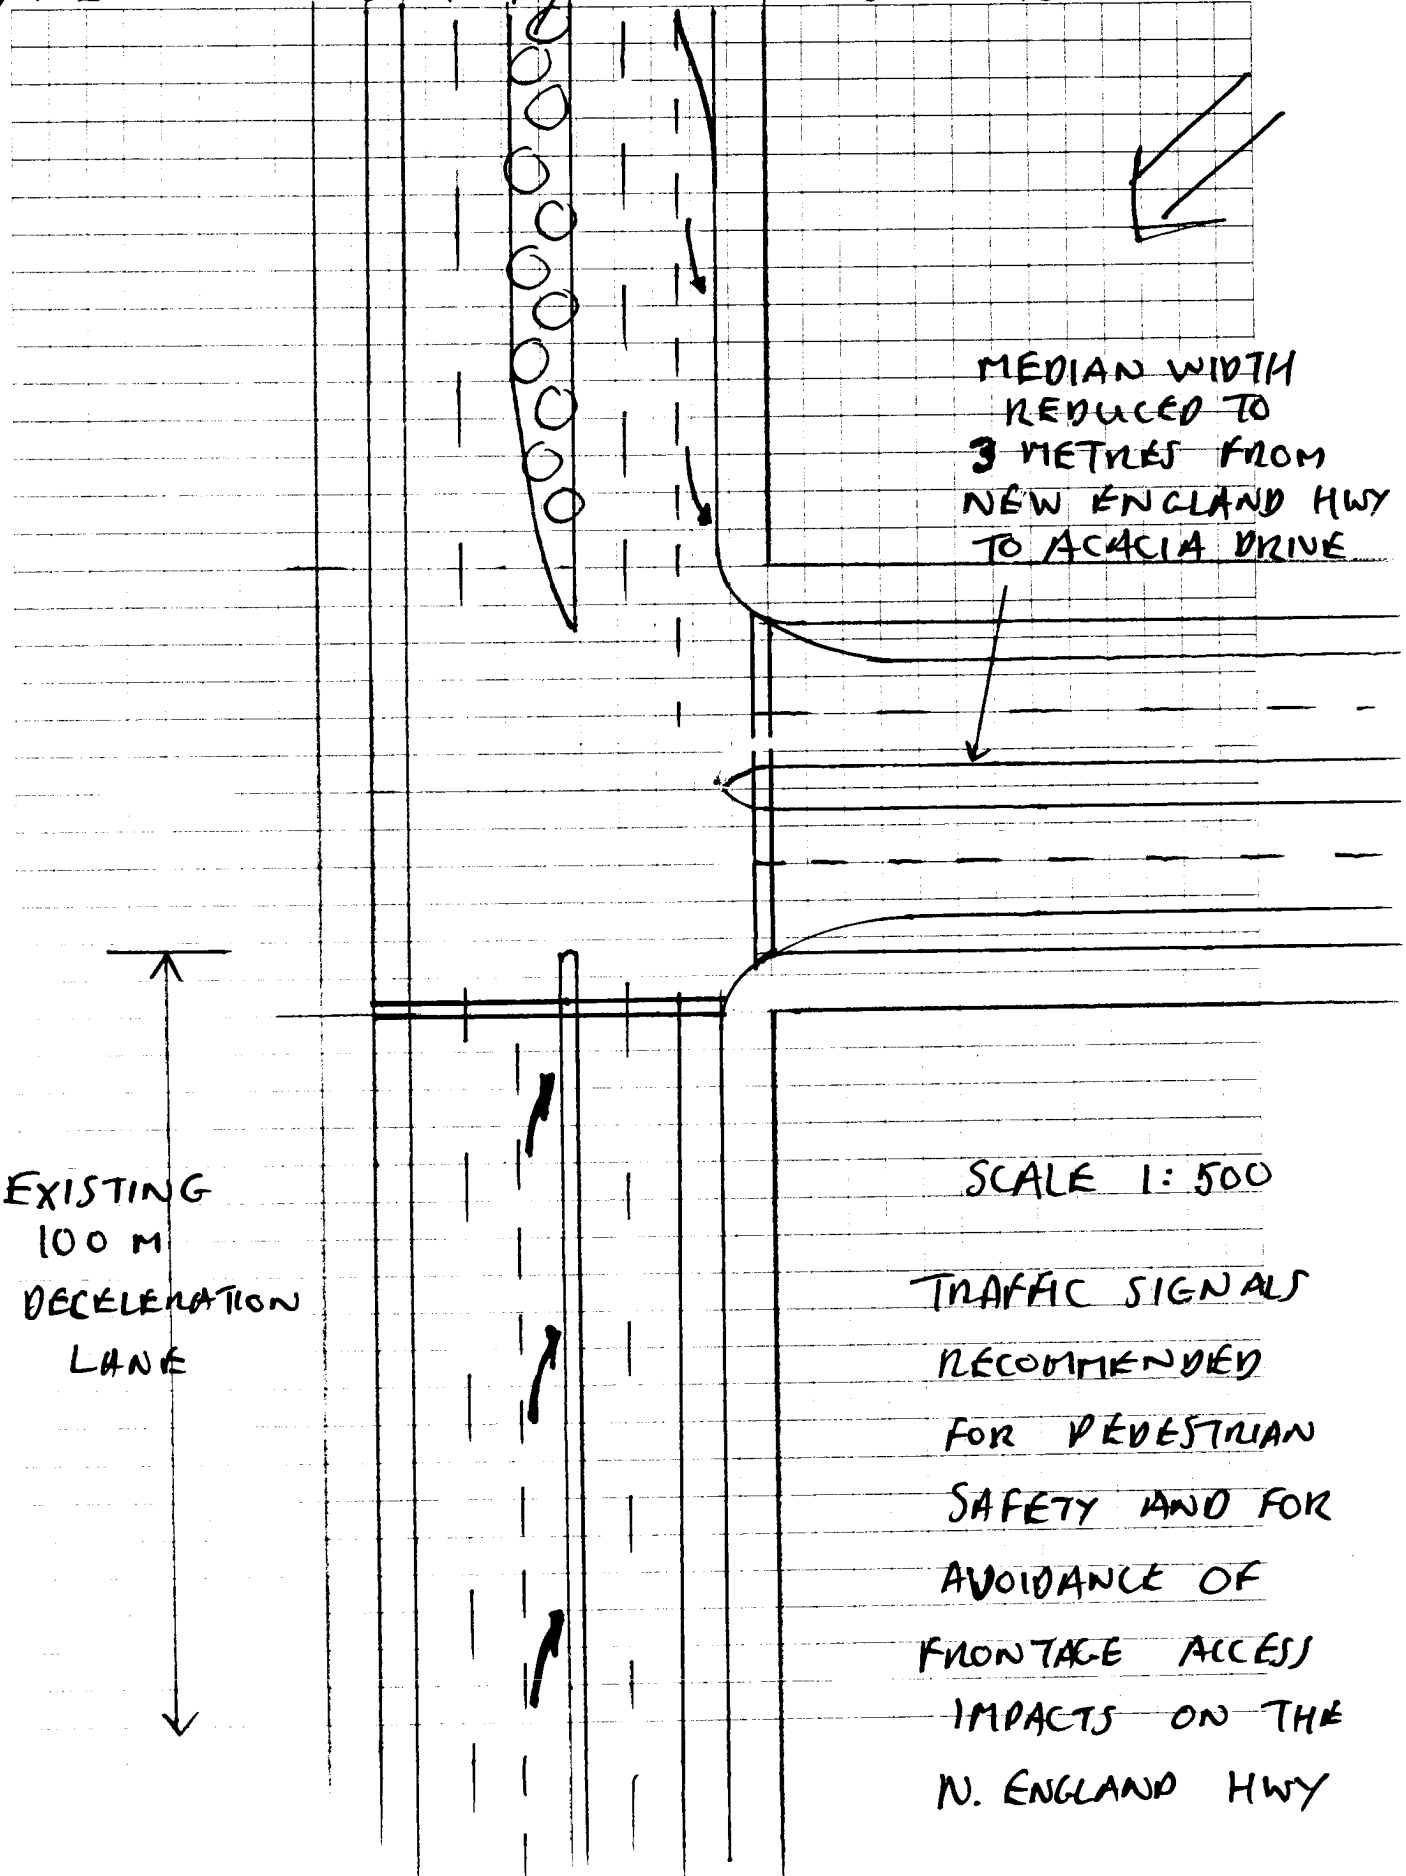 MEDIAN WIDTH
REDUCED TO
3 METRES FROM
NEW ENGLAND HWY
TO ACACIA DRIVE
EXISTING
100 M
DECELERATION
LANE
SCALE 1:500
TRAFFIC SIGNALS
RECOMMENDED
FOR PEDESTRIAN
SAFETY AND FOR
AVOIDANCE OF
FRONTAGE ACCESS
IMPACTS ON THE
N. ENGLAND HWY